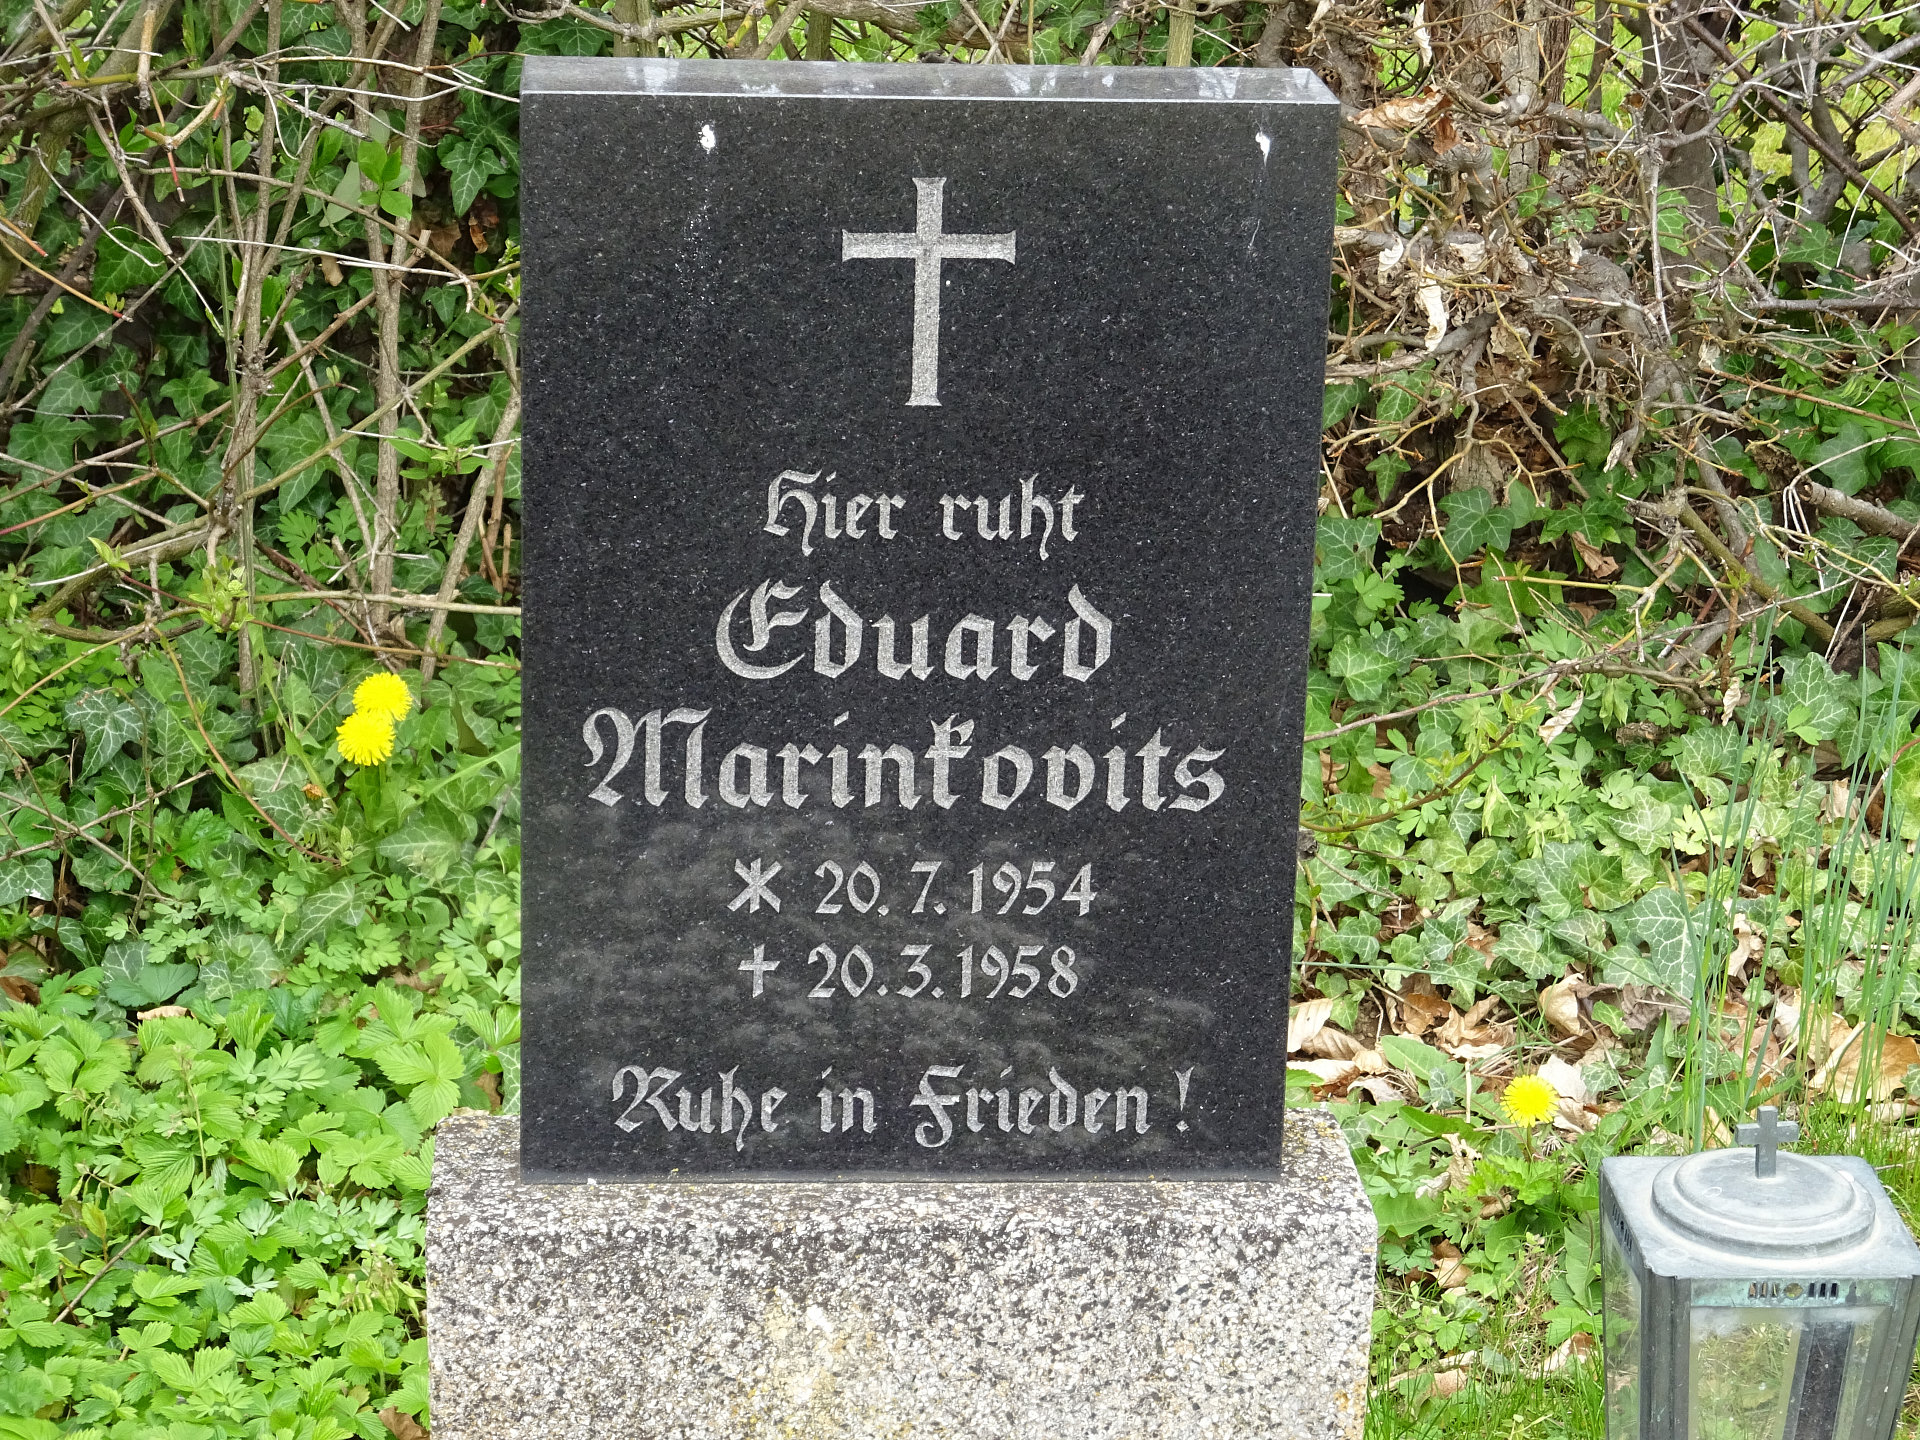 Hier ruht
Eduard
Marinkovits
* 20. 7. 1954
✝ 20. 3. 1958
Ruhe in Frieden!